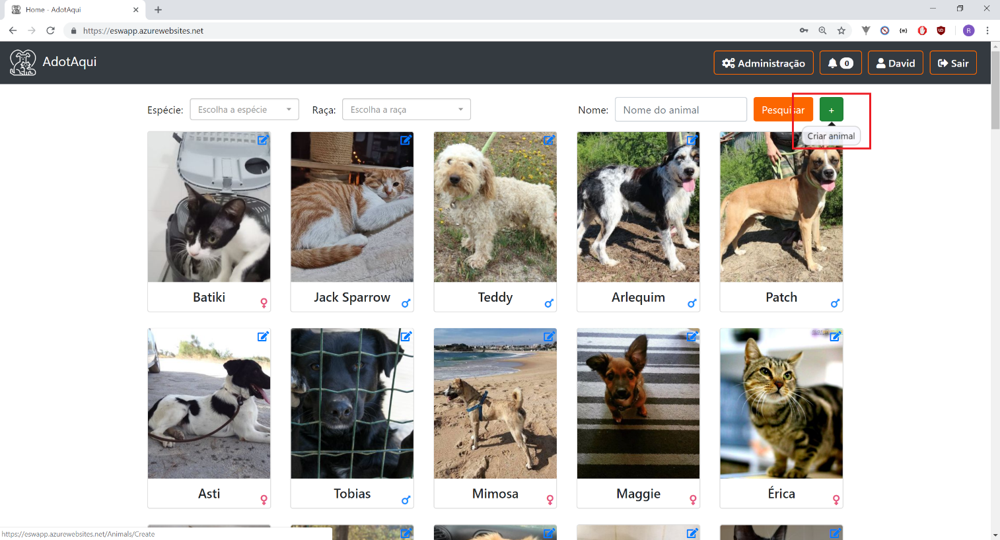 Home - AdotAqui
https://eswapp.azurewebsites.net
R
AdotAqui
Administração
0
David
Sair
Espécie:
Escolha a espécie
Raça:
Escolha a raça
Nome:
Nome do animal
Pesquisar
+
Criar animal
Batiki
Jack Sparrow
Teddy
Arlequim
Patch
Asti
Tobias
Mimosa
Maggie
Érica
https://eswapp.azurewebsites.net/Animals/Create